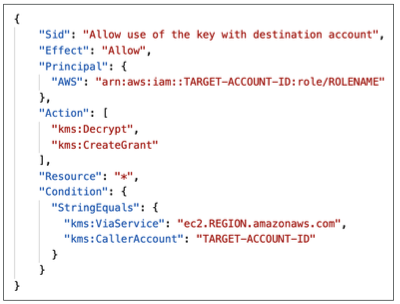 {
"Sid": "Allow use of the key with destination account",
"Effect": "Allow",
"Principal": {
"AWS": "arn:aws:iam::TARGET-ACCOUNT-ID:role/ROLENAME"
},
"Action": [
"kms:Decrypt",
"kms:CreateGrant"
],
"Resource": "*",
"Condition": {
"StringEquals": {
"kms:ViaService": "ec2.REGION.amazonaws.com",
"kms:CallerAccount": "TARGET-ACCOUNT-ID"
}
}
}